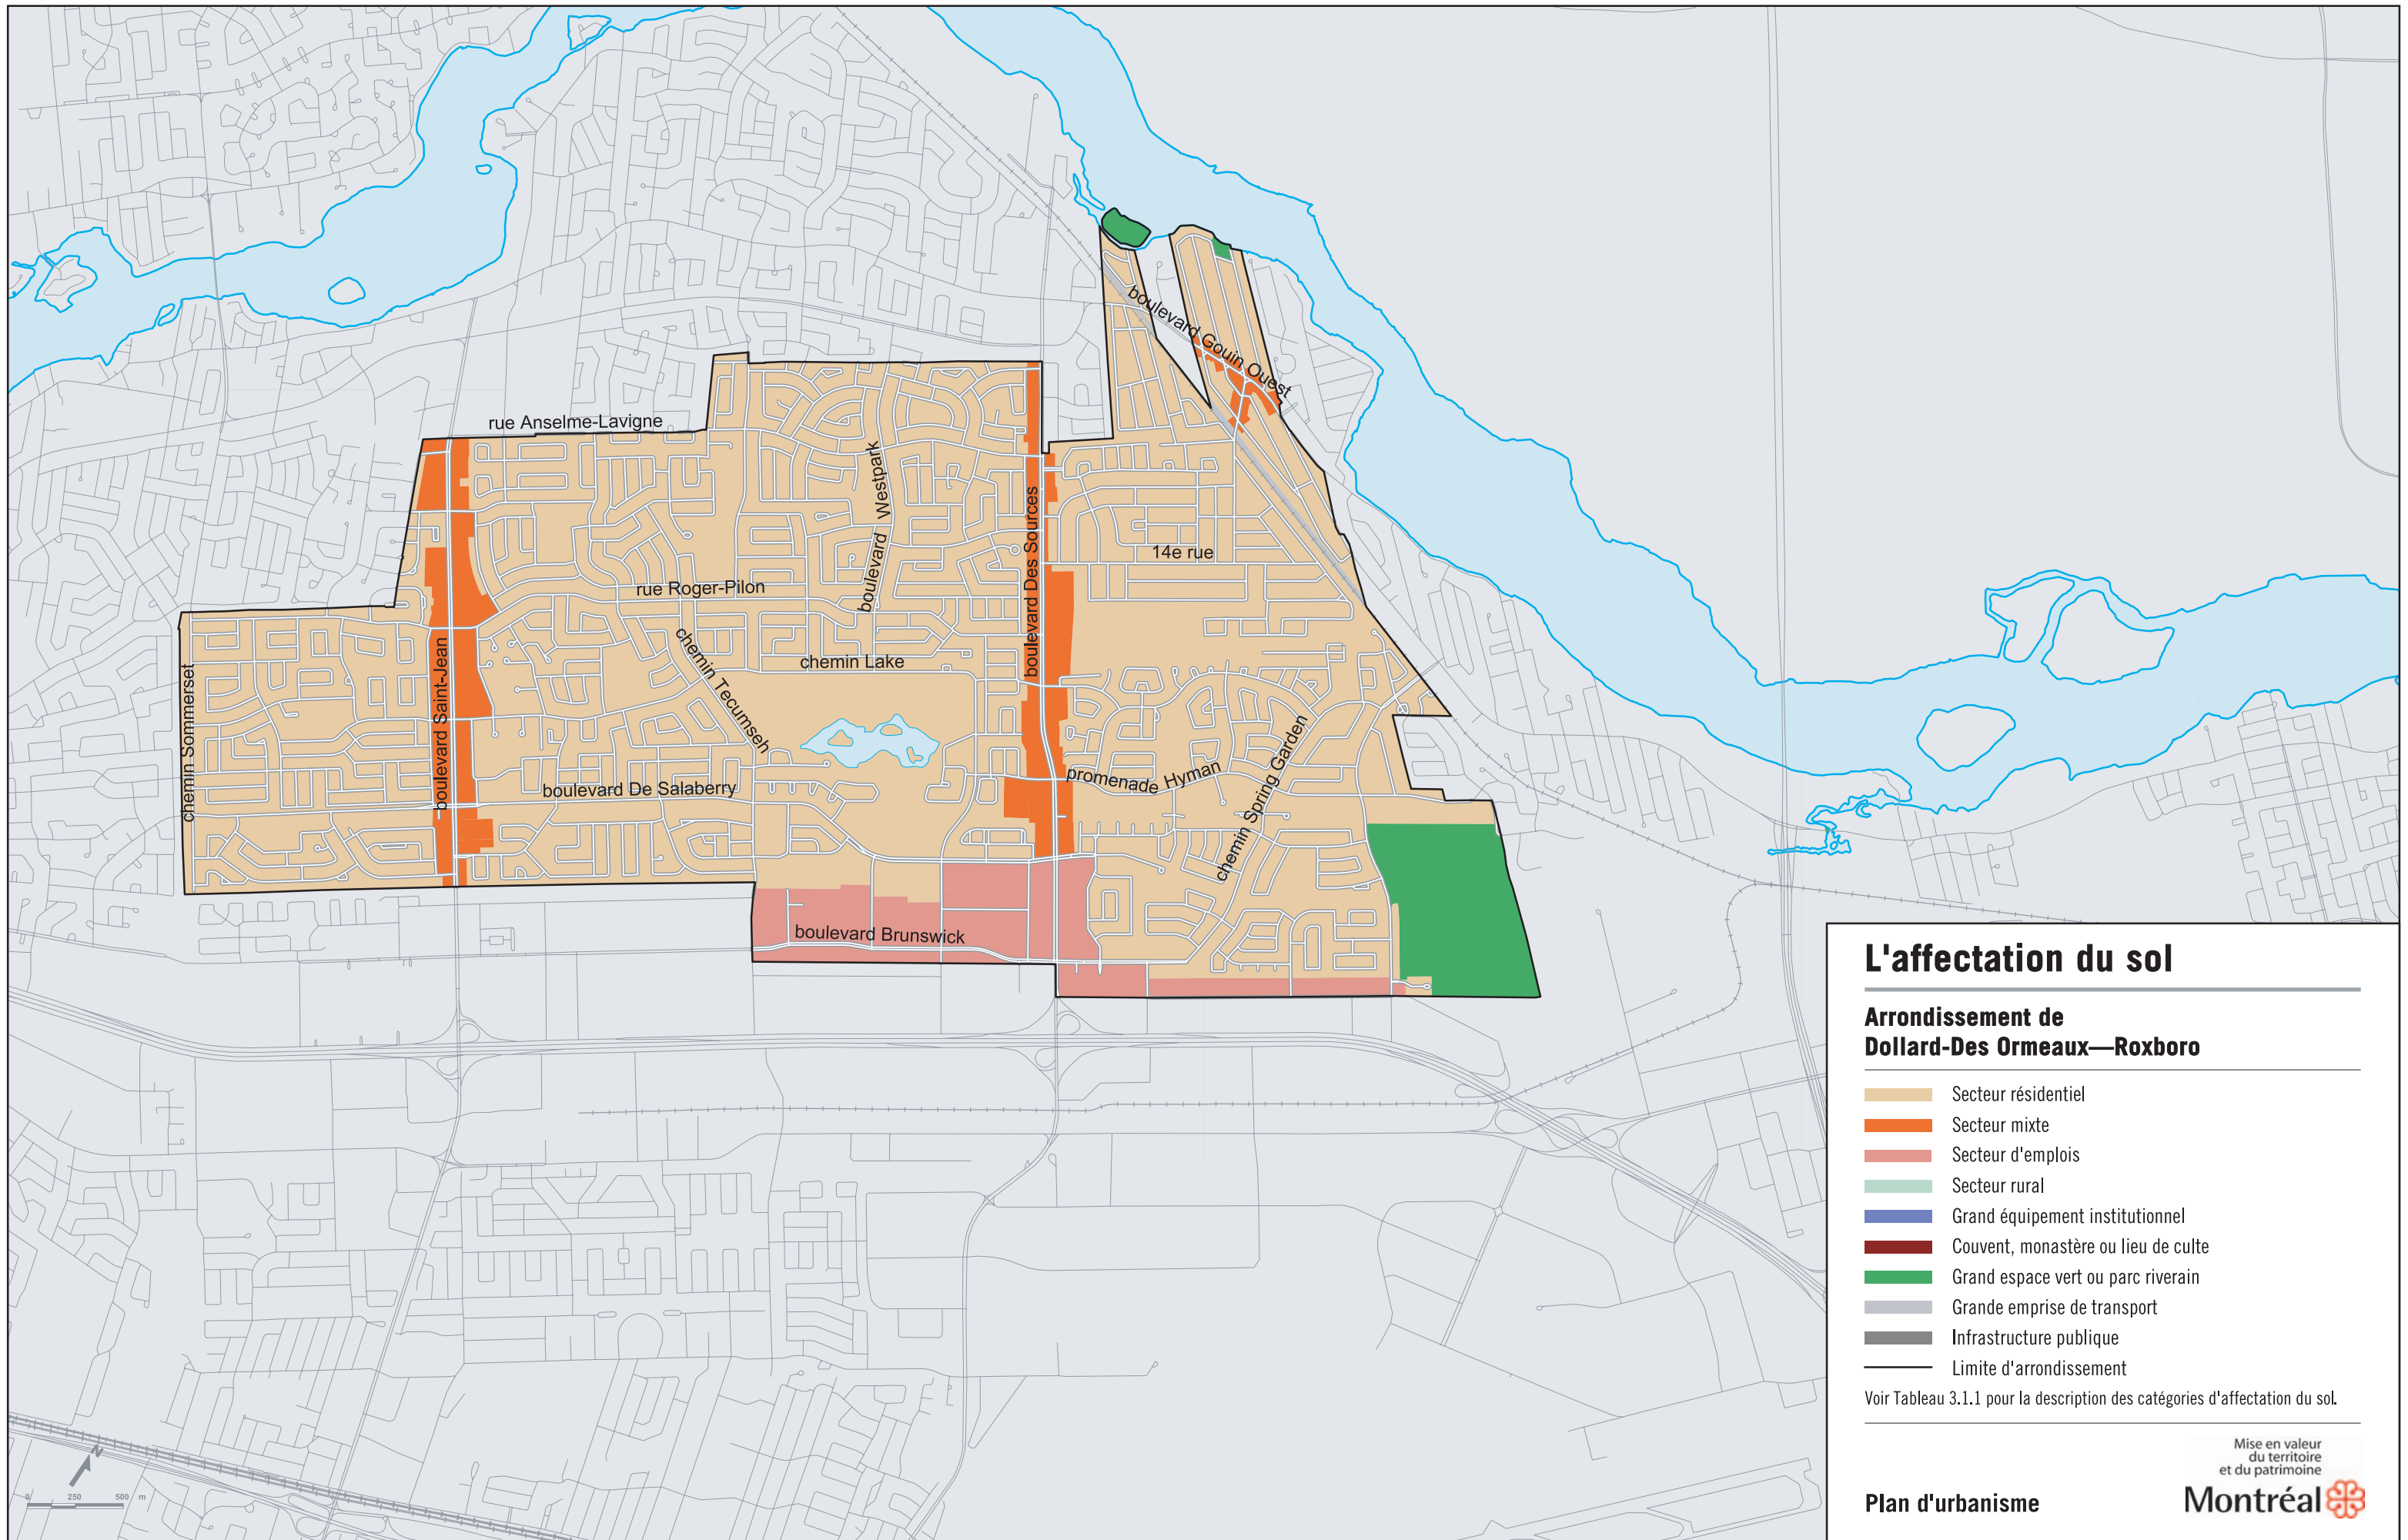 boulevard Gouin Ouest
rue Anselme-Lavigne
boulevard Westpark
boulevard Des Sources
14e rue
rue Roger-Pilon
chemin Tecumseh
chemin Lake
chemin Sommerset
boulevard Saint-Jean
boulevard De Salaberry
promenade Hyman
chemin Spring Garden
boulevard Brunswick
L'affectation du sol
Arrondissement de
Dollard-Des Ormeaux—Roxboro
Secteur résidentiel
Secteur mixte
Secteur d'emplois
Secteur rural
Grand équipement institutionnel
Couvent, monastère ou lieu de culte
Grand espace vert ou parc riverain
Grande emprise de transport
Infrastructure publique
Limite d'arrondissement
Voir Tableau 3.1.1 pour la description des catégories d'affectation du sol.
Mise en valeur
du territoire
et du patrimoine
Plan d'urbanisme
Montréal
N
0 250 500 m